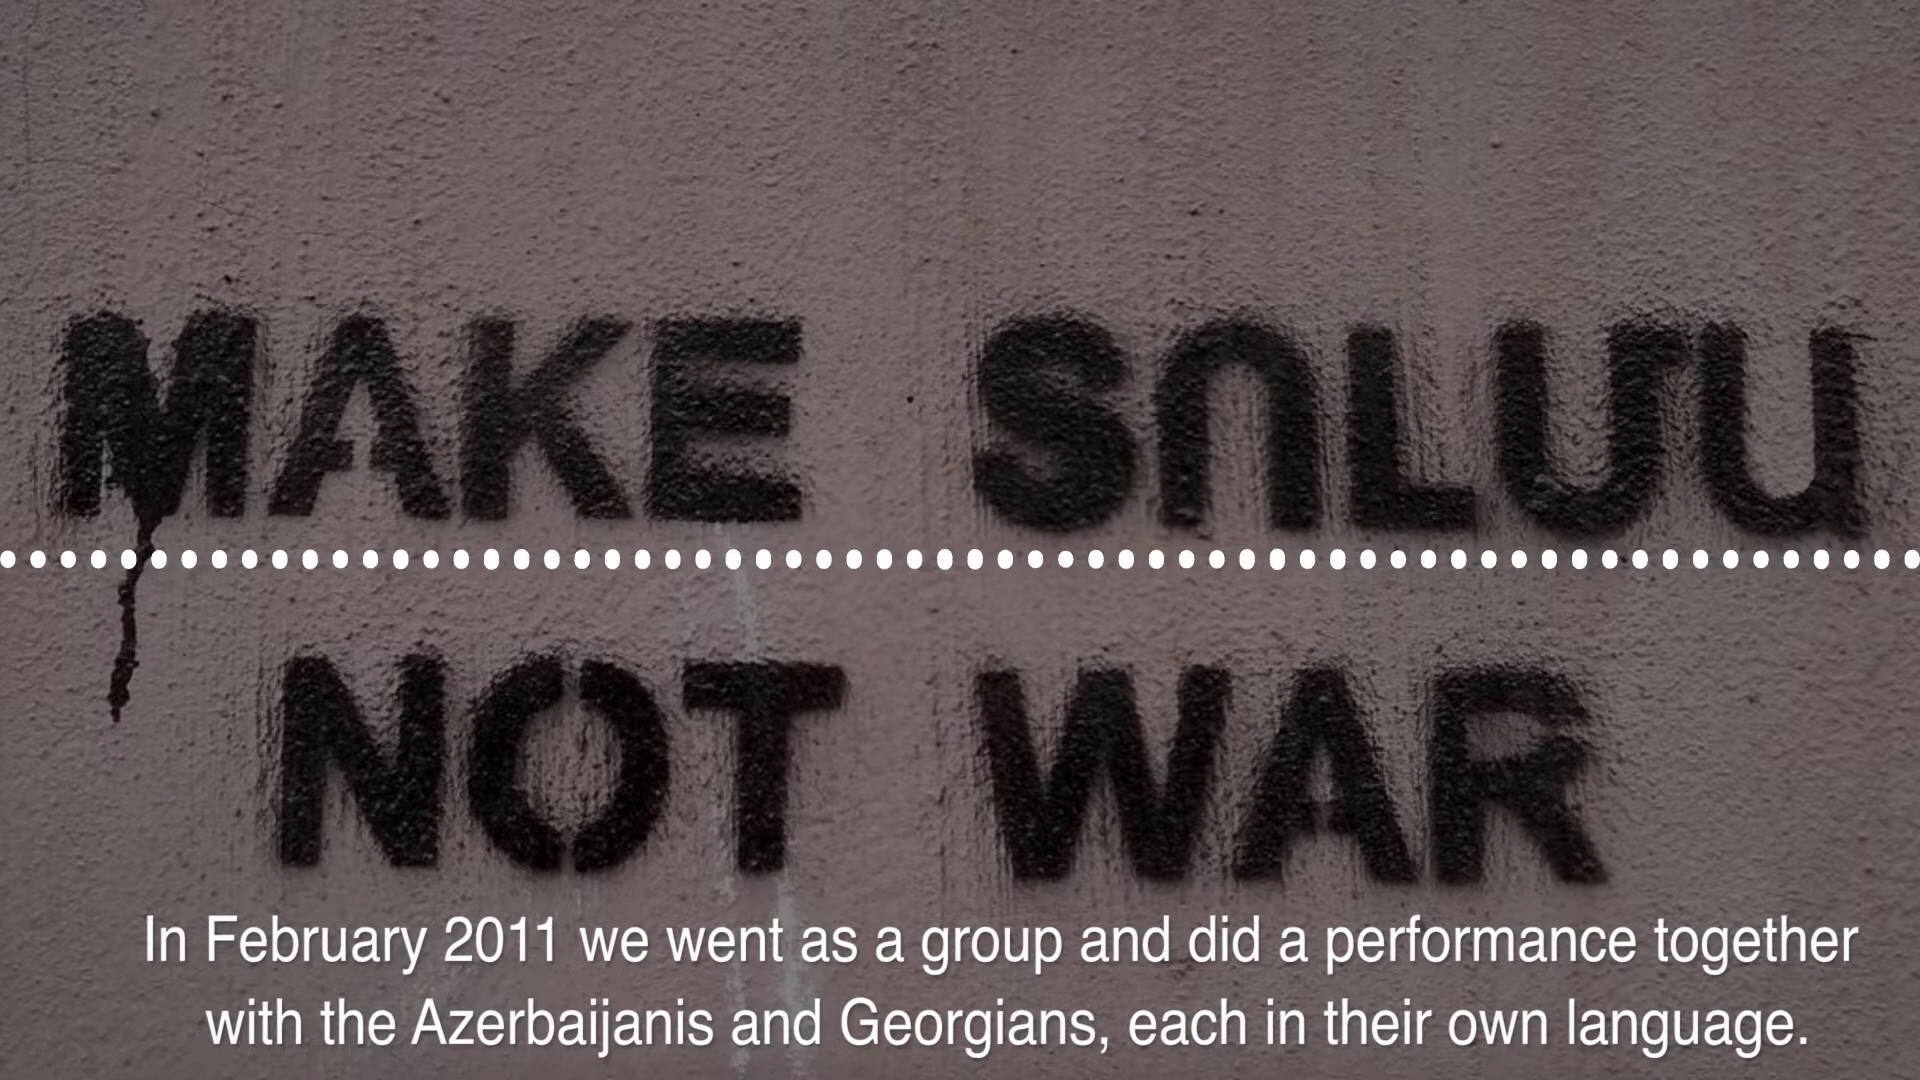 MAKE ՏՈԼՄԱ
NOT WAR
In February 2011 we went as a group and did a performance together
with the Azerbaijanis and Georgians, each in their own language.